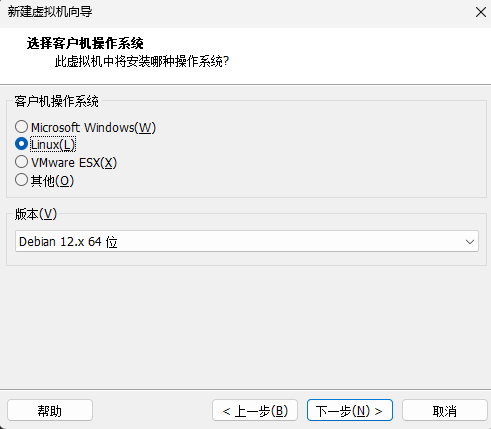 新建虚拟机向导
选择客户机操作系统
此虚拟机中将安装哪种操作系统?
客户机操作系统
Microsoft Windows(W)
Linux(L)
VMware ESX(X)
其他(O)
版本(V)
Debian 12.x 64 位
帮助
< 上一步(B)
下一步(N) >
取消